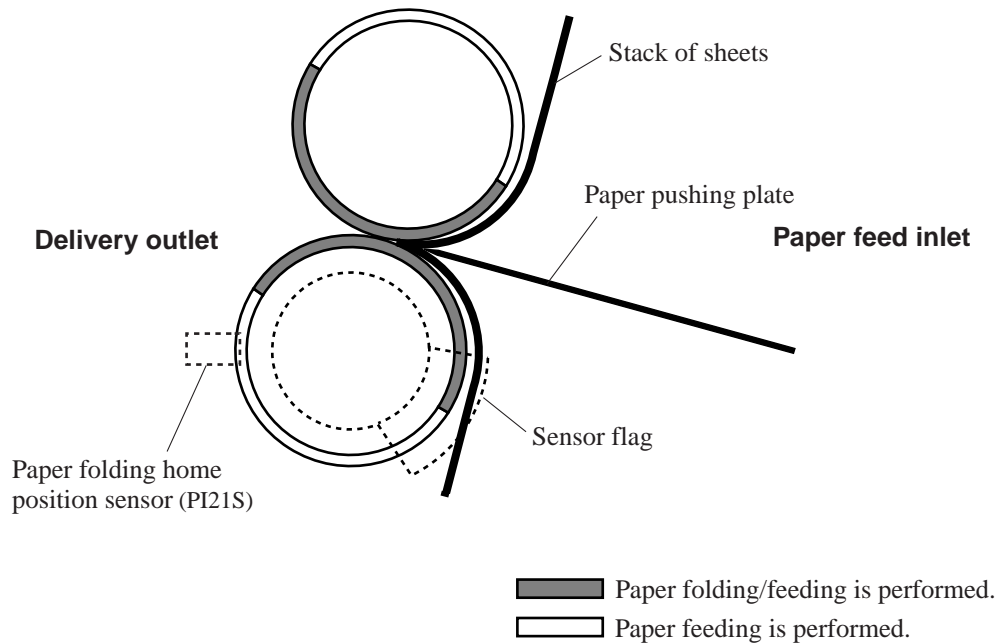 Stack of sheets
Paper pushing plate
Delivery outlet
Paper feed inlet
Sensor flag
Paper folding home
position sensor (PI21S)
Paper folding/feeding is performed.
Paper feeding is performed.